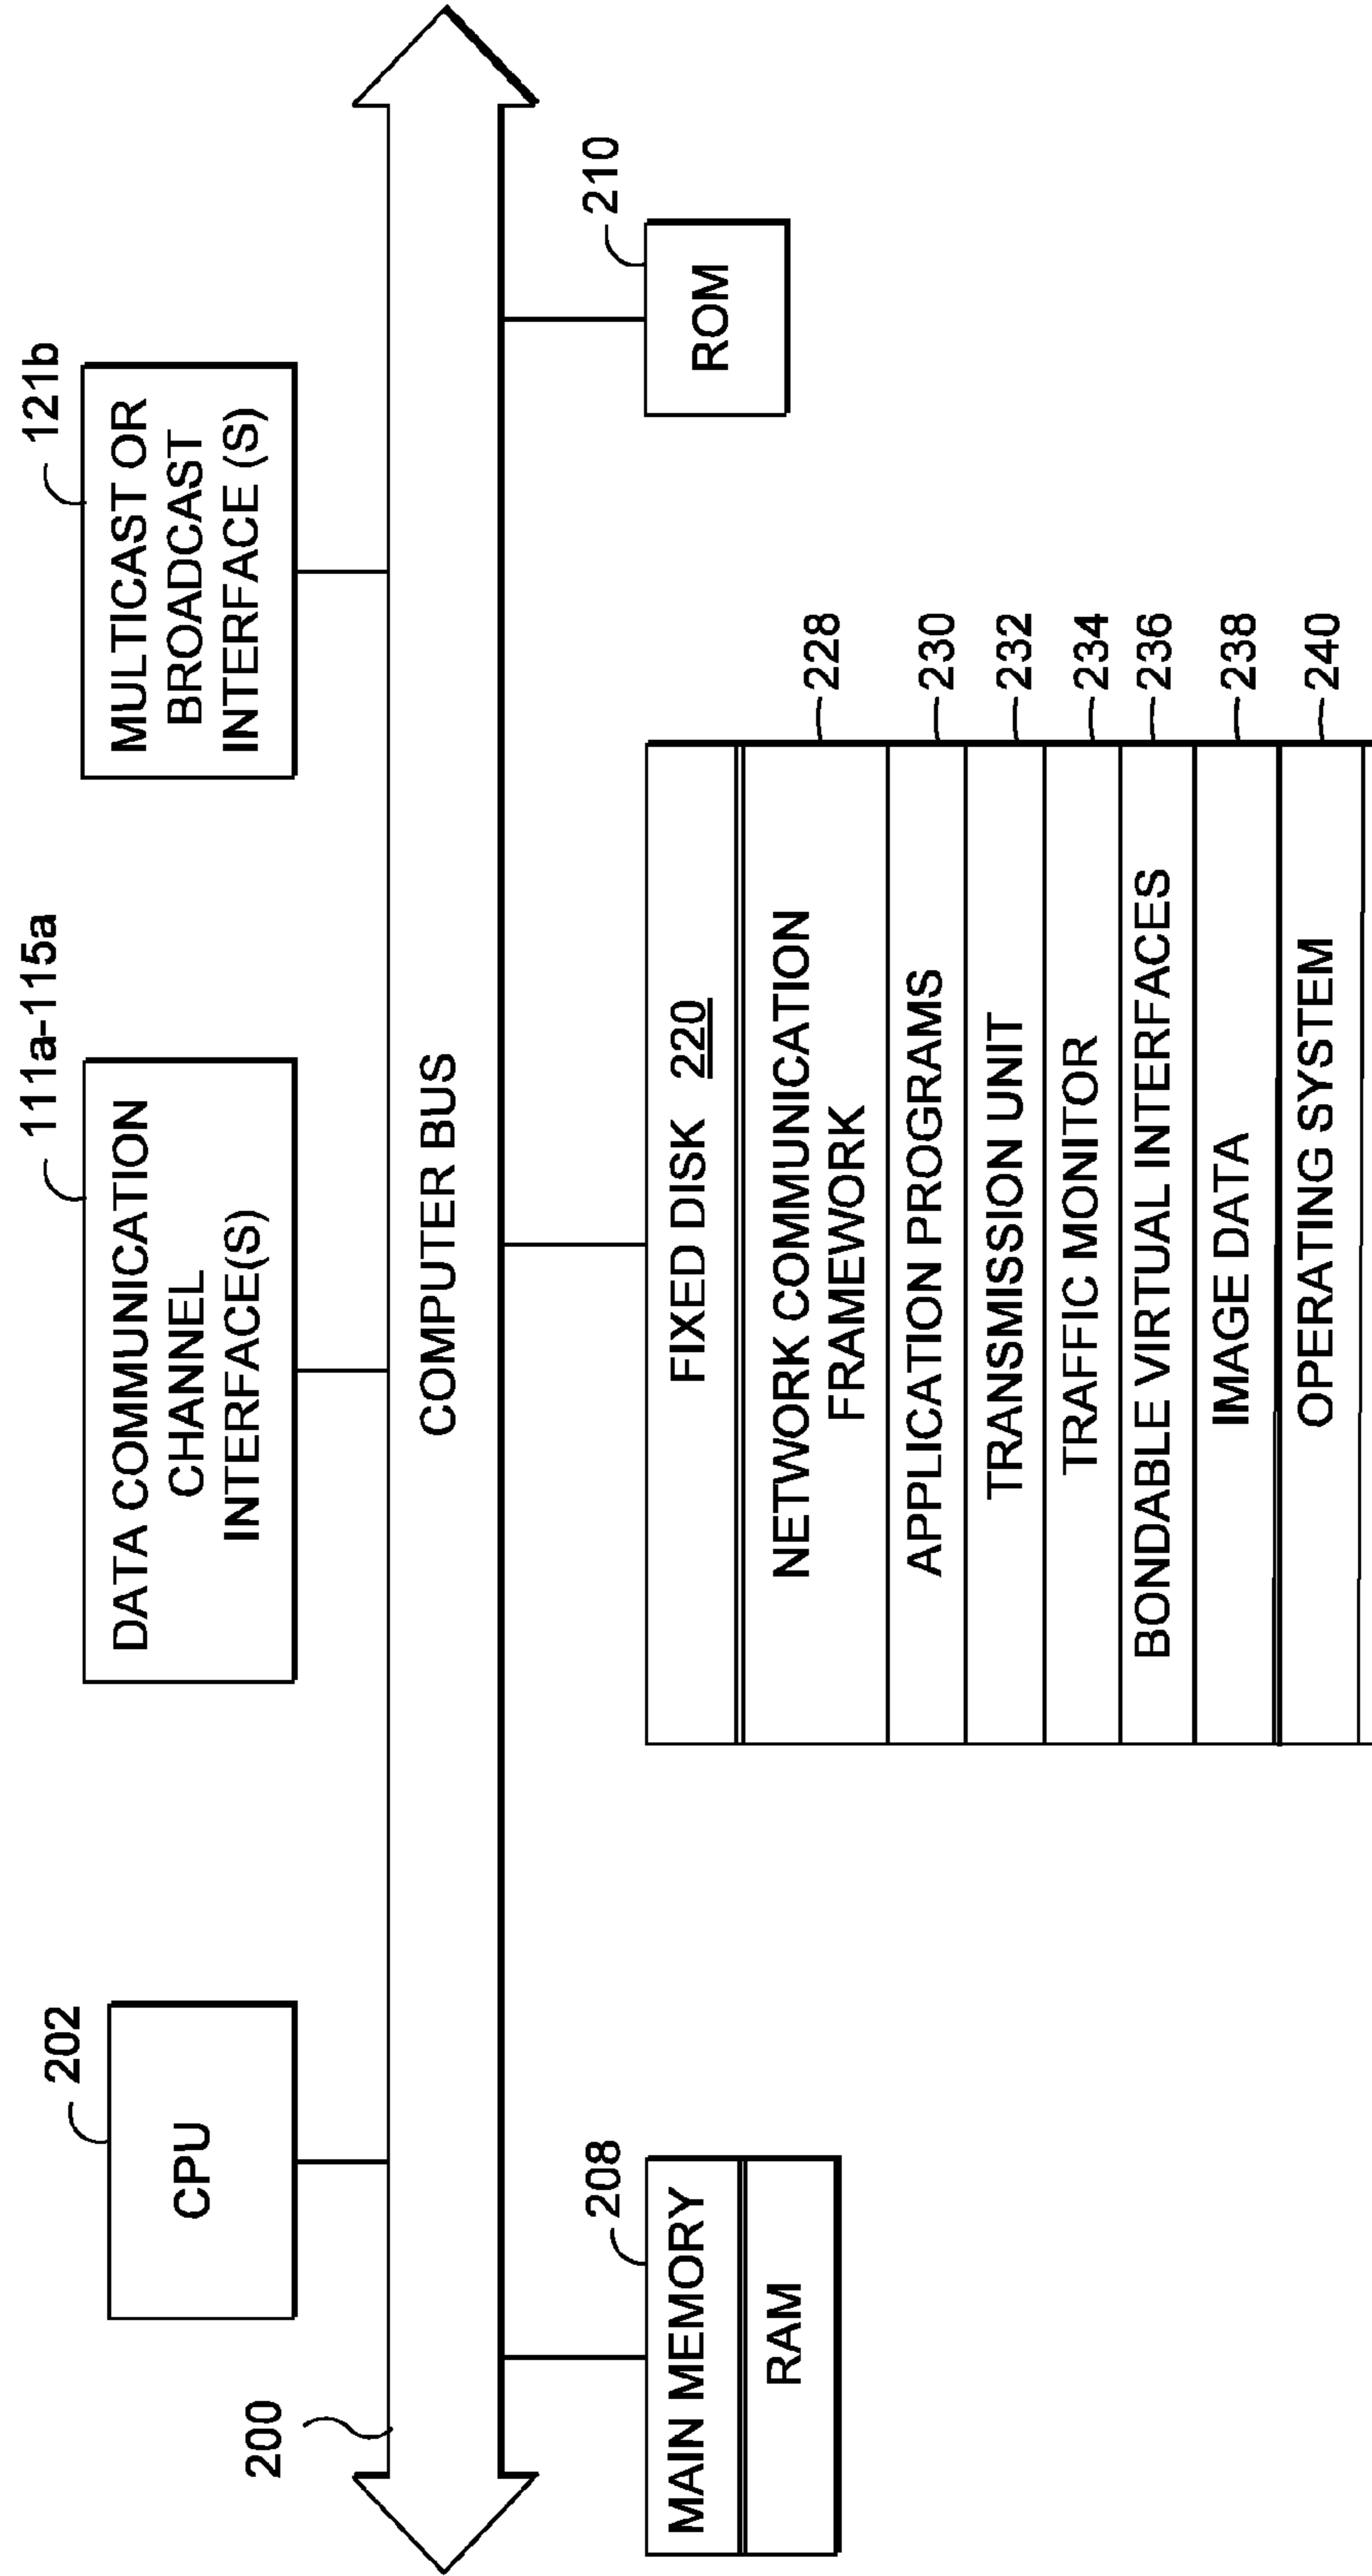 202
CPU
111a-115a
DATA COMMUNICATION
CHANNEL
INTERFACE(S)
121b
MULTICAST OR
BROADCAST
INTERFACE (S)
200
COMPUTER BUS
208
MAIN MEMORY
RAM
FIXED DISK 220
NETWORK COMMUNICATION
FRAMEWORK
228
APPLICATION PROGRAMS
230
TRANSMISSION UNIT
232
TRAFFIC MONITOR
234
BONDABLE VIRTUAL INTERFACES
236
IMAGE DATA
238
OPERATING SYSTEM
240
210
ROM